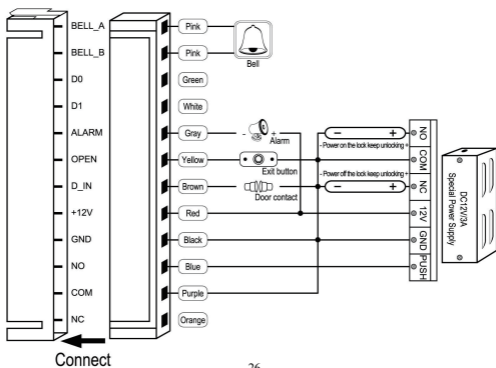 BELL_A
Pink
BELL_B
Pink
Bell
D0
Green
D1
White
ALARM
Gray
- +
Alarm
OPEN
Yellow
Exit button
D_IN
Brown
Door contact
+12V
Red
GND
Black
NO
Blue
COM
Purple
NC
Orange
Connect
- +
- Power on the lock keep unlocking +
- Power off the lock keep unlocking +
- +
NO
COM
NC
12V
GND
PUSH
DC12V/3A
Special Power Supply
26